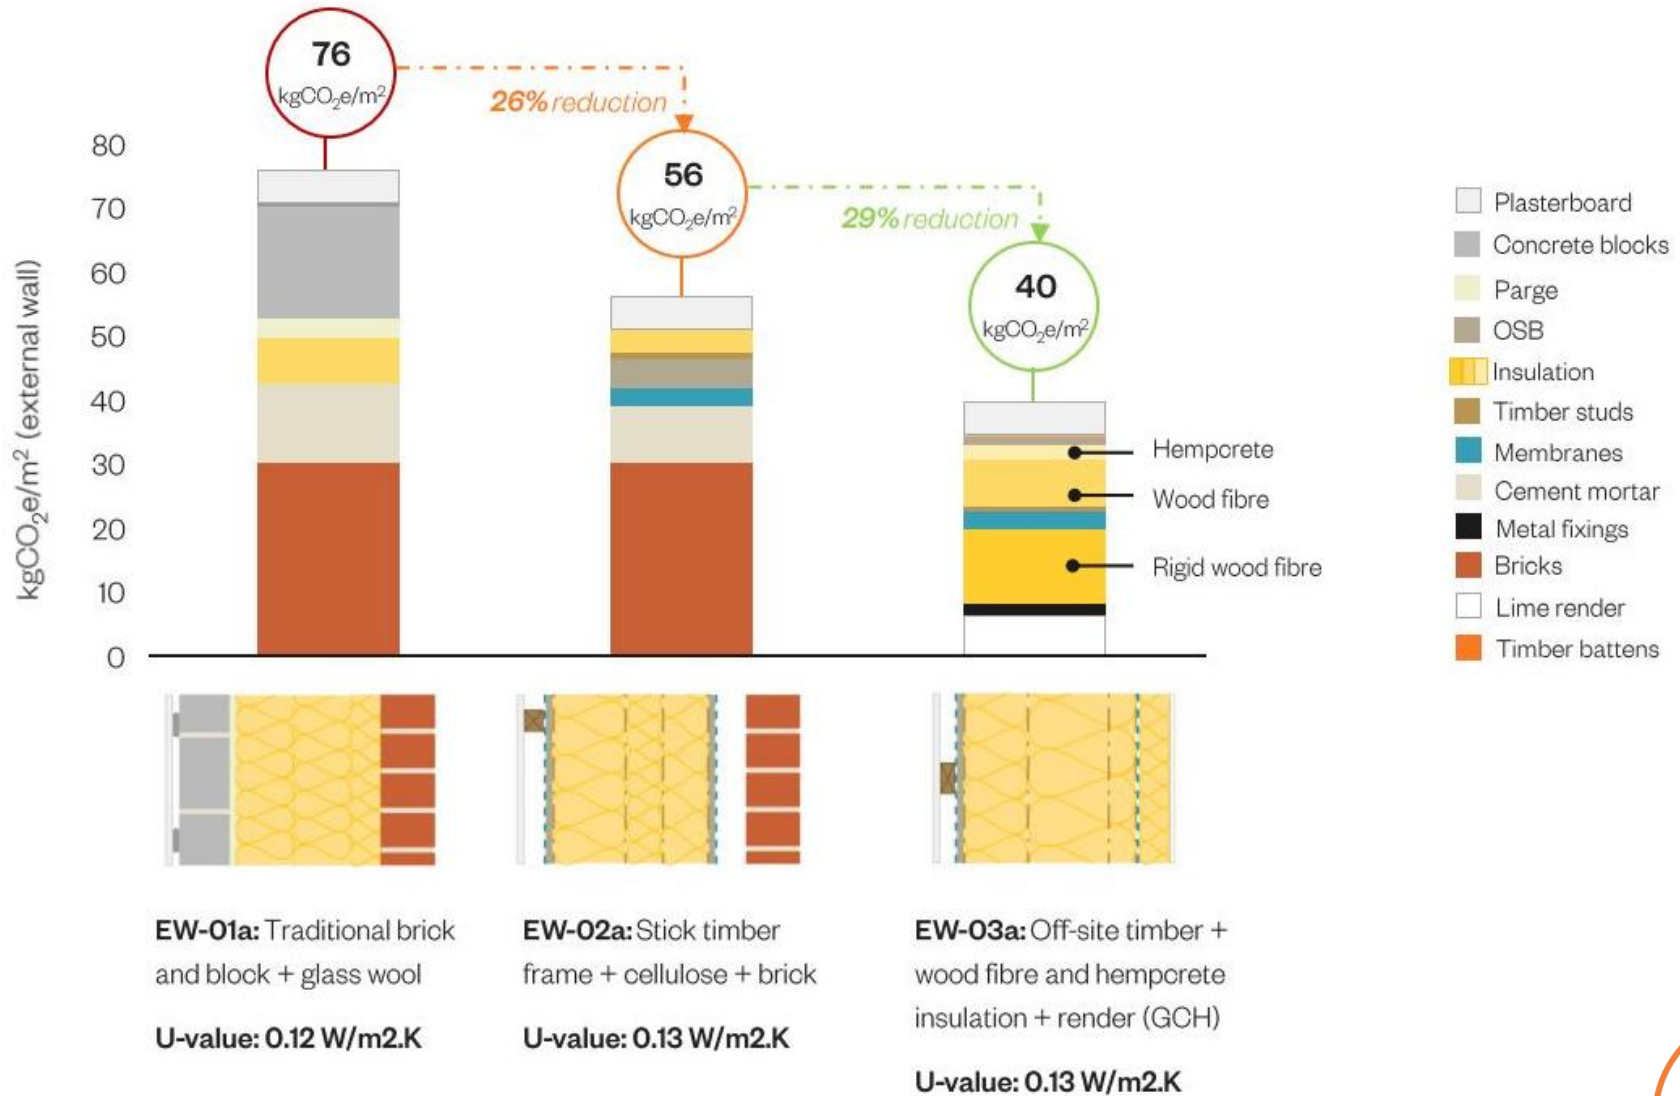 76
kgCO₂e/m²
26% reduction
56
kgCO₂e/m²
29% reduction
40
kgCO₂e/m²
kgCO₂e/m² (external wall)
80
70
60
50
40
30
20
10
0
Hempcrete
Wood fibre
Rigid wood fibre
Plasterboard
Concrete blocks
Parge
OSB
Insulation
Timber studs
Membranes
Cement mortar
Metal fixings
Bricks
Lime render
Timber battens
EW-01a: Traditional brick
and block + glass wool
U-value: 0.12 W/m2.K
EW-02a: Stick timber
frame + cellulose + brick
U-value: 0.13 W/m2.K
EW-03a: Off-site timber +
wood fibre and hempcrete
insulation + render (GCH)
U-value: 0.13 W/m2.K